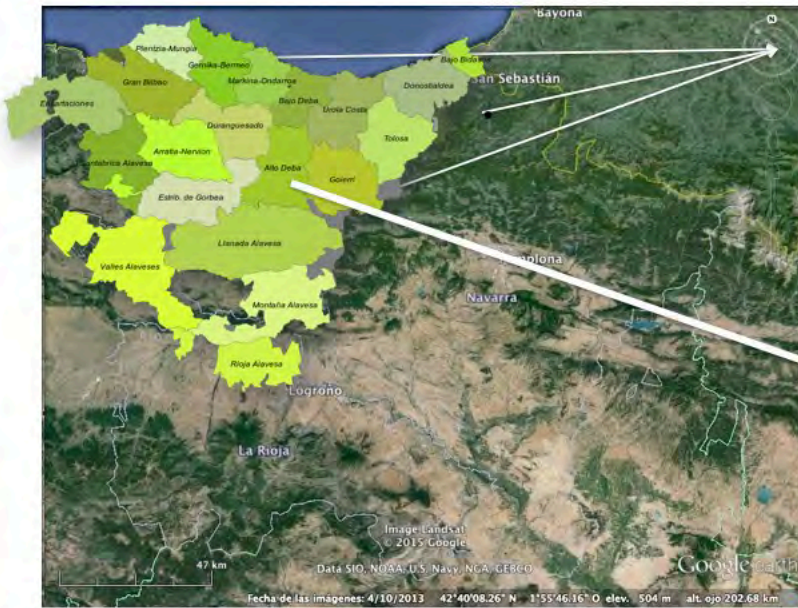 Bayona
N
Plentzia-Mungia
Gernika-Bermeo
Bajo Bidasoa
Markina-Ondarroa
San Sebastián
Gran Bilbao
Donostialdea
Bajo Deba
Urola Costa
Encartaciones
Duranguesado
Tolosa
Arratia-Nervion
Cantabrica Alavesa
Alto Deba
Goierri
Estrib. de Gorbea
Llanada Alavesa
Valles Alaveses
Pamplona
Navarra
Montaña Alavesa
Rioja Alavesa
Logroño
La Rioja
Image Landsat
© 2015 Google
47 km
Data SIO, NOAA, U.S. Navy, NGA, GEBCO
Google earth
Fecha de las imágenes: 4/10/2013 42°40'08.26" N 1°55'46.16" O elev. 504 m alt. ojo 202.68 km